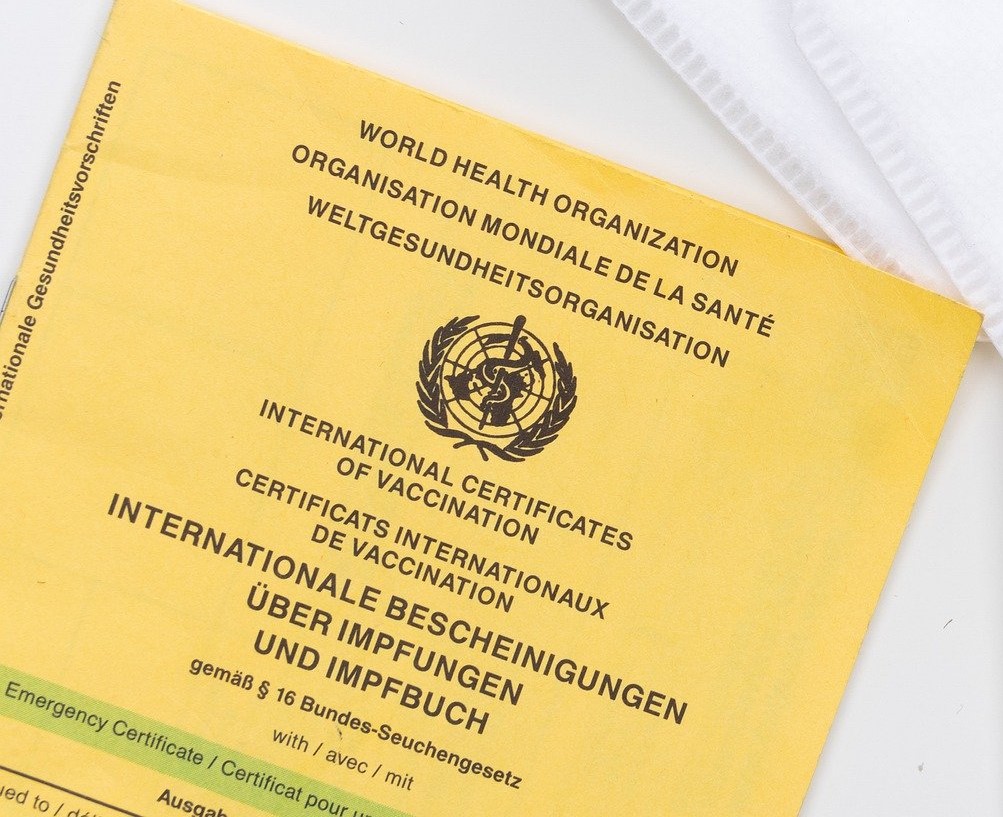 WORLD HEALTH ORGANIZATION
ORGANISATION MONDIALE DE LA SANTÉ
WELTGESUNDHEITSORGANISATION
INTERNATIONAL CERTIFICATES
OF VACCINATION
CERTIFICATS INTERNATIONAUX
DE VACCINATION
INTERNATIONALE BESCHEINIGUNGEN
ÜBER IMPFUNGEN
UND IMPFBUCH
gemäß § 16 Bundes-Seuchengesetz
with / avec / mit
Emergency Certificate / Certificat pour
Gesundheitsvorschriften